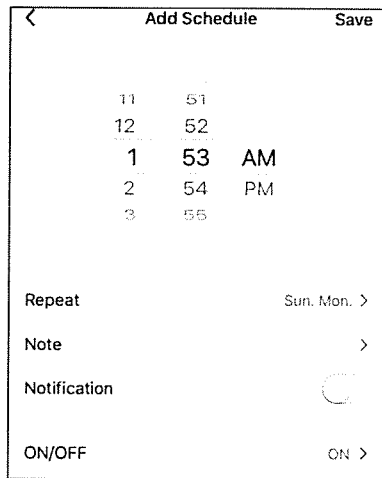 < Add Schedule Save
11 51
12 52
1 53 AM
2 54 PM
3 55
Repeat Sun. Mon. >
Note >
Notification
ON/OFF ON >